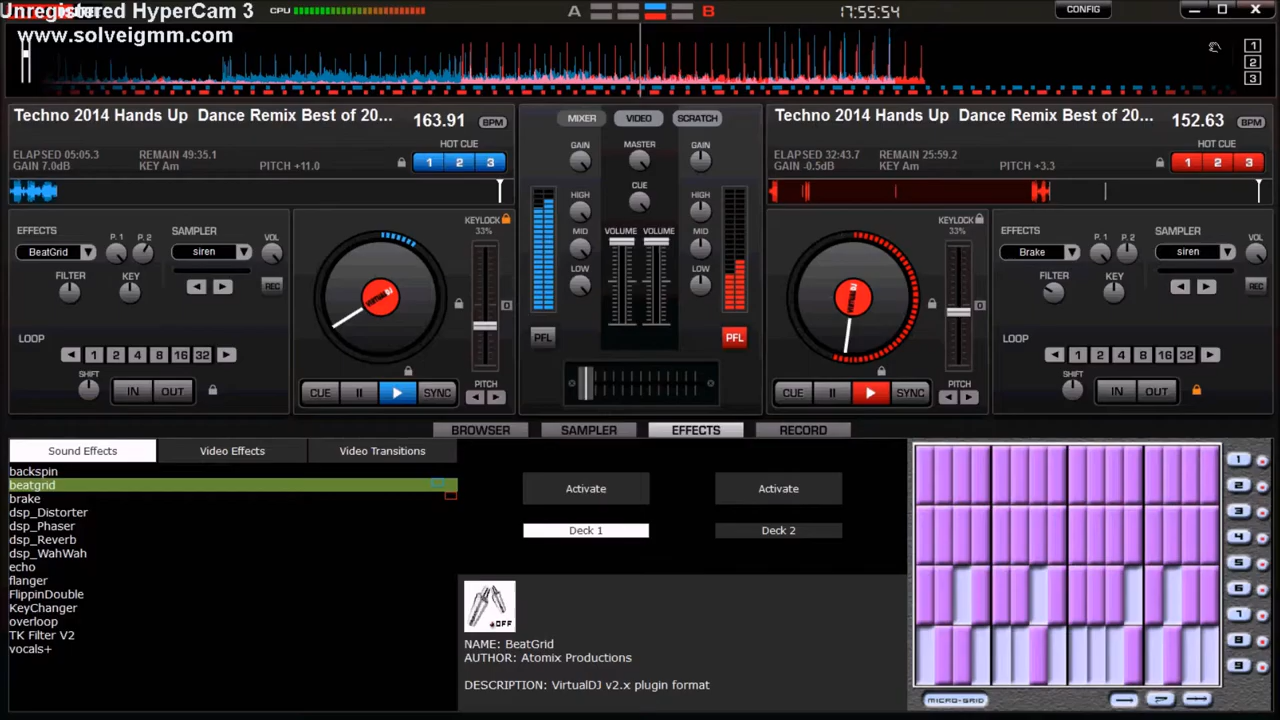 Unregistered HyperCam 3
www.solveigmm.com
CPU
A
B
17:55:54
CONFIG
1
2
3
Techno 2014 Hands Up Dance Remix Best of 20...
163.91 BPM
ELAPSED 05:05.3 REMAIN 49:35.1
GAIN 7.0dB KEY Am PITCH +11.0
HOT CUE
1 2 3
MIXER VIDEO SCRATCH
GAIN MASTER GAIN
CUE
HIGH HIGH
MID VOLUME VOLUME MID
LOW LOW
PFL PFL
Techno 2014 Hands Up Dance Remix Best of 20...
152.63 BPM
ELAPSED 32:43.7 REMAIN 25:59.2
GAIN -0.5dB KEY Am PITCH +3.3
HOT CUE
1 2 3
EFFECTS P.1 P.2 SAMPLER VOL
BeatGrid siren
FILTER KEY REC
LOOP
1 2 4 8 16 32
SHIFT IN OUT
KEYLOCK
33%
0
CUE SYNC PITCH
KEYLOCK
33%
0
CUE SYNC PITCH
EFFECTS P.1 P.2 SAMPLER VOL
Brake siren
FILTER KEY REC
LOOP
1 2 4 8 16 32
SHIFT IN OUT
BROWSER SAMPLER EFFECTS RECORD
Sound Effects Video Effects Video Transitions
backspin
beatgrid
brake
dsp_Distorter
dsp_Phaser
dsp_Reverb
dsp_WahWah
echo
flanger
FlippinDouble
KeyChanger
overloop
TK Filter V2
vocals+
Activate Activate
Deck 1 Deck 2
OFF
NAME: BeatGrid
AUTHOR: Atomix Productions
DESCRIPTION: VirtualDJ v2.x plugin format
1
2
3
4
5
6
7
8
9
MICRO-GRID